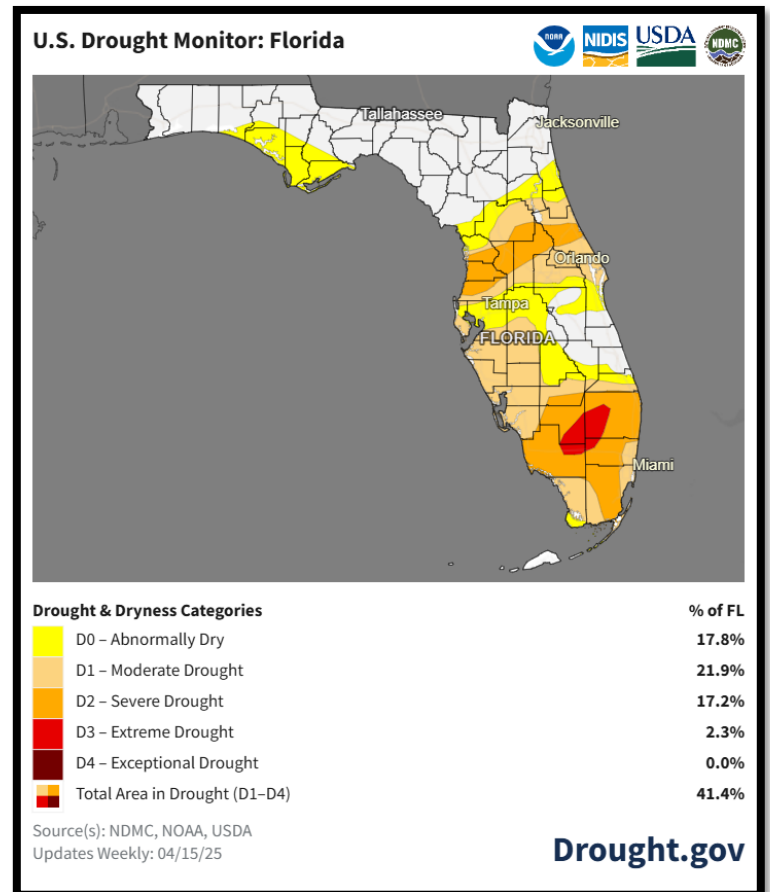 U.S. Drought Monitor: Florida
NOAA
NIDIS
USDA
NDMC
Tallahassee
Jacksonville
Orlando
Tampa
FLORIDA
Miami
Drought & Dryness Categories % of FL
D0 – Abnormally Dry 17.8%
D1 – Moderate Drought 21.9%
D2 – Severe Drought 17.2%
D3 – Extreme Drought 2.3%
D4 – Exceptional Drought 0.0%
Total Area in Drought (D1–D4) 41.4%
Source(s): NDMC, NOAA, USDA
Updates Weekly: 04/15/25
Drought.gov